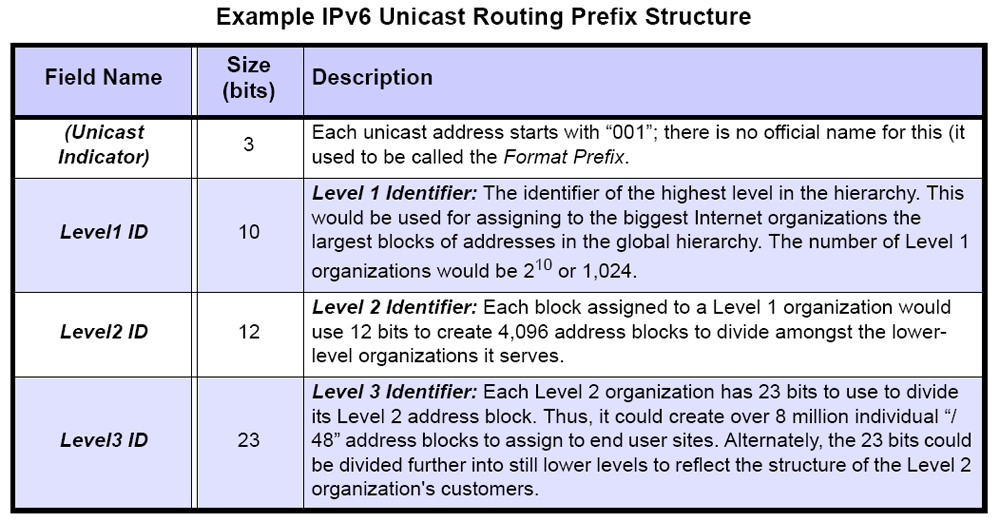 Example IPv6 Unicast Routing Prefix Structure
Field Name
Size
(bits)
Description
(Unicast
Indicator)
3
Each unicast address starts with “001”; there is no official name for this (it
used to be called the Format Prefix.
Level1 ID
10
Level 1 Identifier: The identifier of the highest level in the hierarchy. This
would be used for assigning to the biggest Internet organizations the
largest blocks of addresses in the global hierarchy. The number of Level 1
organizations would be 2^10 or 1,024.
Level2 ID
12
Level 2 Identifier: Each block assigned to a Level 1 organization would
use 12 bits to create 4,096 address blocks to divide amongst the lower-
level organizations it serves.
Level3 ID
23
Level 3 Identifier: Each Level 2 organization has 23 bits to use to divide
its Level 2 address block. Thus, it could create over 8 million individual “/
48” address blocks to assign to end user sites. Alternately, the 23 bits could
be divided further into still lower levels to reflect the structure of the Level 2
organization's customers.